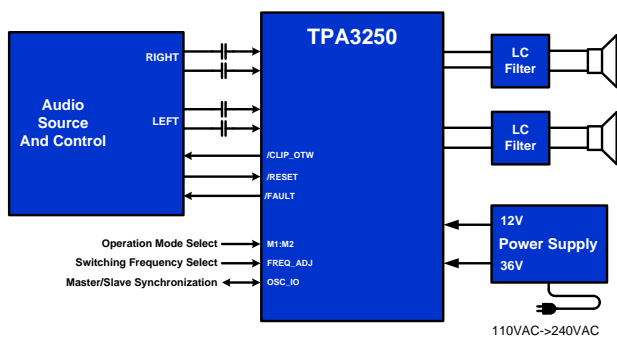 TPA3250
RIGHT
LEFT
Audio
Source
And Control
/CLIP_OTW
/RESET
/FAULT
Operation Mode Select
M1:M2
Switching Frequency Select
FREQ_ADJ
Master/Slave Synchronization
OSC_IO
LC
Filter
LC
Filter
12V
Power Supply
36V
110VAC->240VAC